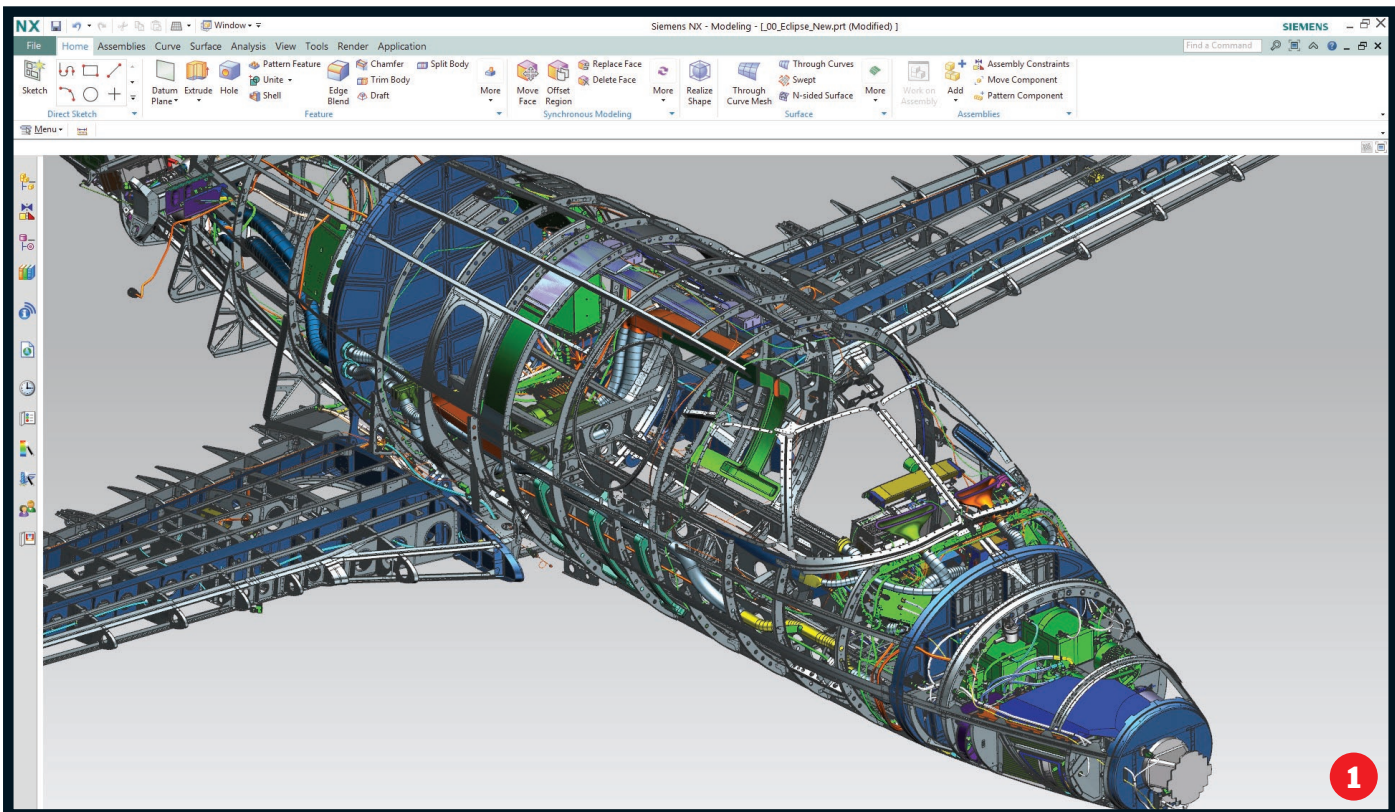 NX Window Siemens NX - Modeling - [_00_Eclipse_New.prt (Modified) ] SIEMENS
File Home Assemblies Curve Surface Analysis View Tools Render Application Find a Command
Sketch
Direct Sketch
Datum Plane
Extrude
Hole
Pattern Feature
Unite
Shell
Edge Blend
Chamfer
Trim Body
Draft
Split Body
More
Feature
Move Face
Offset Region
Replace Face
Delete Face
More
Synchronous Modeling
Realize Shape
Through Curve Mesh
Through Curves
Swept
N-sided Surface
More
Surface
Work on Assembly
Add
Assembly Constraints
Move Component
Pattern Component
Assemblies
Menu
1